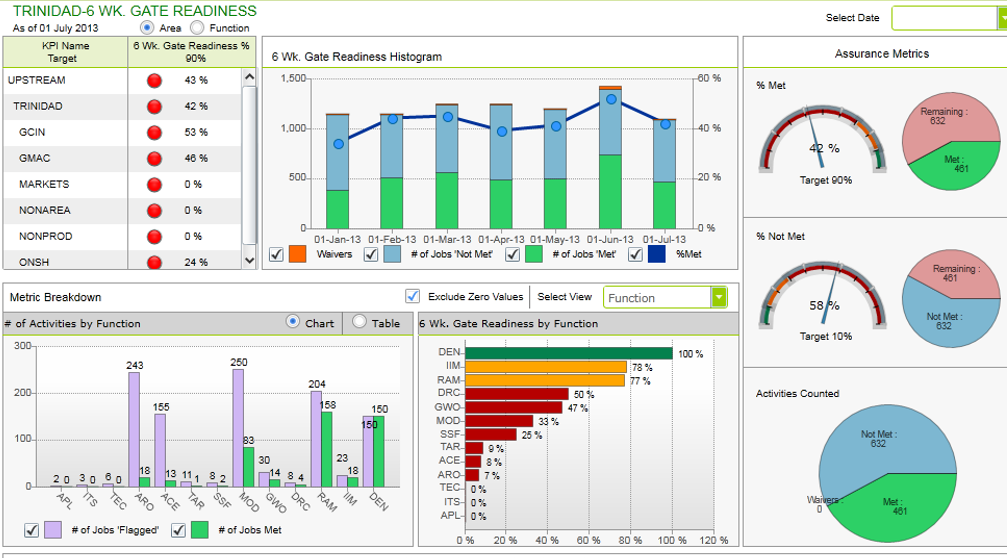 TRINIDAD-6 WK. GATE READINESS
As of 01 July 2013
Area
Function
Select Date
KPI Name
Target
6 Wk. Gate Readiness %
90%
UPSTREAM 43 %
TRINIDAD 42 %
GCIN 53 %
GMAC 46 %
MARKETS 0 %
NONAREA 0 %
NONPROD 0 %
ONSH 24 %
6 Wk. Gate Readiness Histogram
1,500
1,000
500
0
60 %
40 %
20 %
0 %
01-Jan-13 01-Feb-13 01-Mar-13 01-Apr-13 01-May-13 01-Jun-13 01-Jul-13
Waivers # of Jobs 'Not Met' # of Jobs 'Met' %Met
Assurance Metrics
% Met
42 %
Target 90%
Remaining :
632
Met :
461
% Not Met
58 %
Target 10%
Remaining :
461
Not Met :
632
Activities Counted
Not Met :
632
Waivers :
0
Met :
461
Metric Breakdown
Exclude Zero Values
Select View
Function
# of Activities by Function
Chart
Table
300
200
100
0
2 0 3 0 6 0 243 18 155 13 11 1 8 2 250 83 30 14 8 4 204 158 23 18 150 150
APL ITS TEC ARO ACE TAR SSF MOD GWO DRC RAM IIM DEN
# of Jobs 'Flagged' # of Jobs Met
6 Wk. Gate Readiness by Function
DEN 100 %
IIM 78 %
RAM 77 %
DRC 50 %
GWO 47 %
MOD 33 %
SSF 25 %
TAR 9 %
ACE 8 %
ARO 7 %
TEC 0 %
ITS 0 %
APL 0 %
0 % 20 % 40 % 60 % 80 % 100 % 120 %